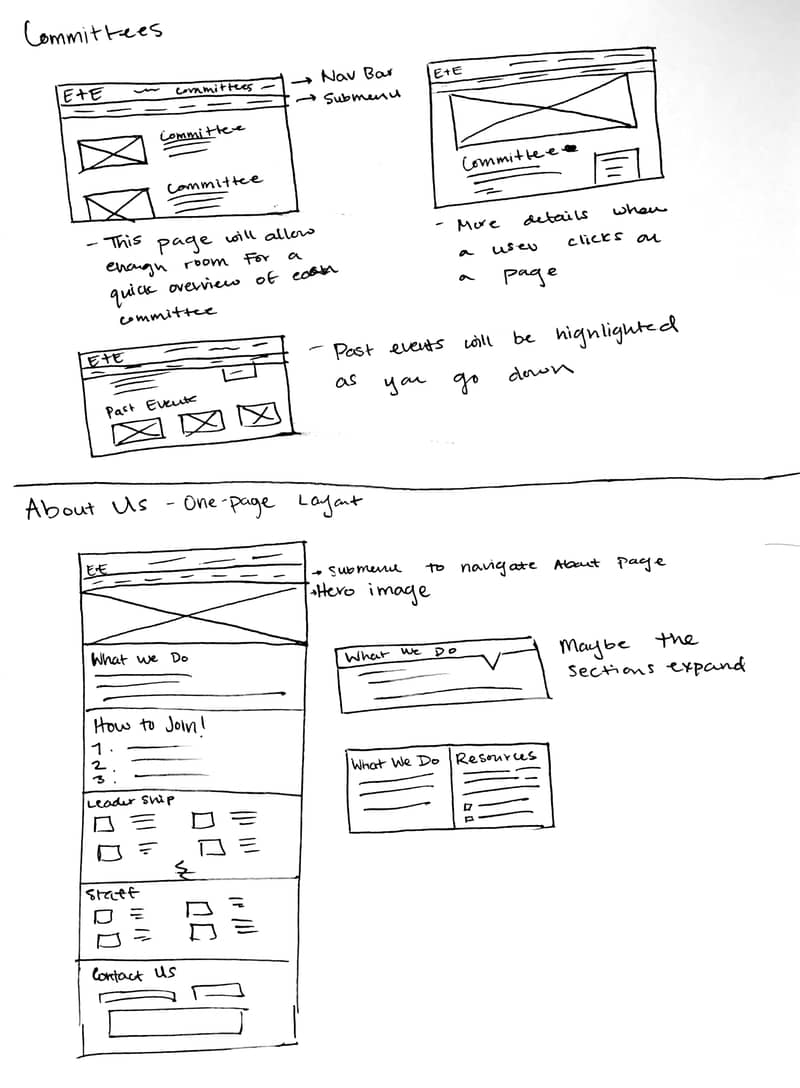 Committees
E+E committees
→ Nav Bar
→ Submenu
Committee
Committee
- This page will allow
enough room for a
quick overview of each
committee
E+E
Committee
- More details when
a user clicks on
a page
E+E
Past Events
- Past events will be highlighted
as you go down
About Us - One-page Layout
E+E
→ Submenu to navigate About Page
→ Hero image
What We Do
How to Join!
1.
2.
3.
Leadership
Staff
Contact Us
What We Do
Maybe the
sections expand
What We Do Resources